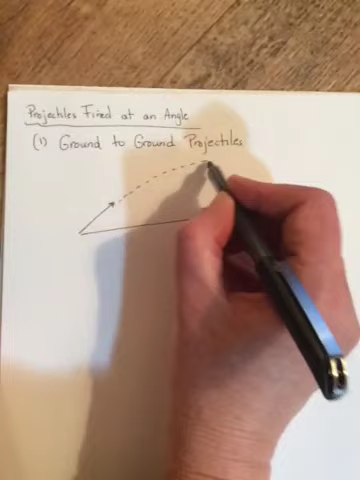 Projectiles Fired at an Angle
(1) Ground to Ground Projectiles